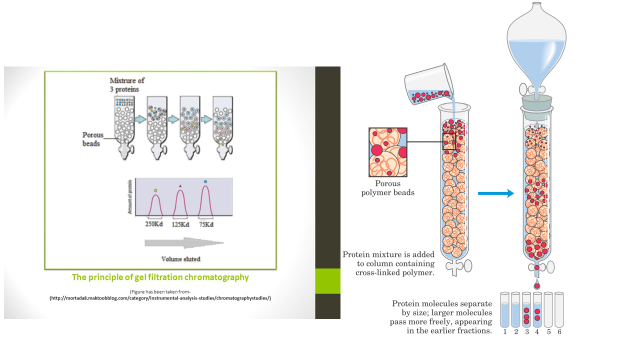 Mixture of
3 proteins
Porous
beads
Amount of protein
250Kd 125Kd 75Kd
Volume eluted
The principle of gel filtration chromatography
(Figure has been taken from-
(http://mortadali.maktoobblog.com/category/instrumental-analysis-studies/chromatographystudies/)
Porous
polymer beads
Protein mixture is added
to column containing
cross-linked polymer.
Protein molecules separate
by size; larger molecules
pass more freely, appearing
in the earlier fractions.
1 2 3 4 5 6